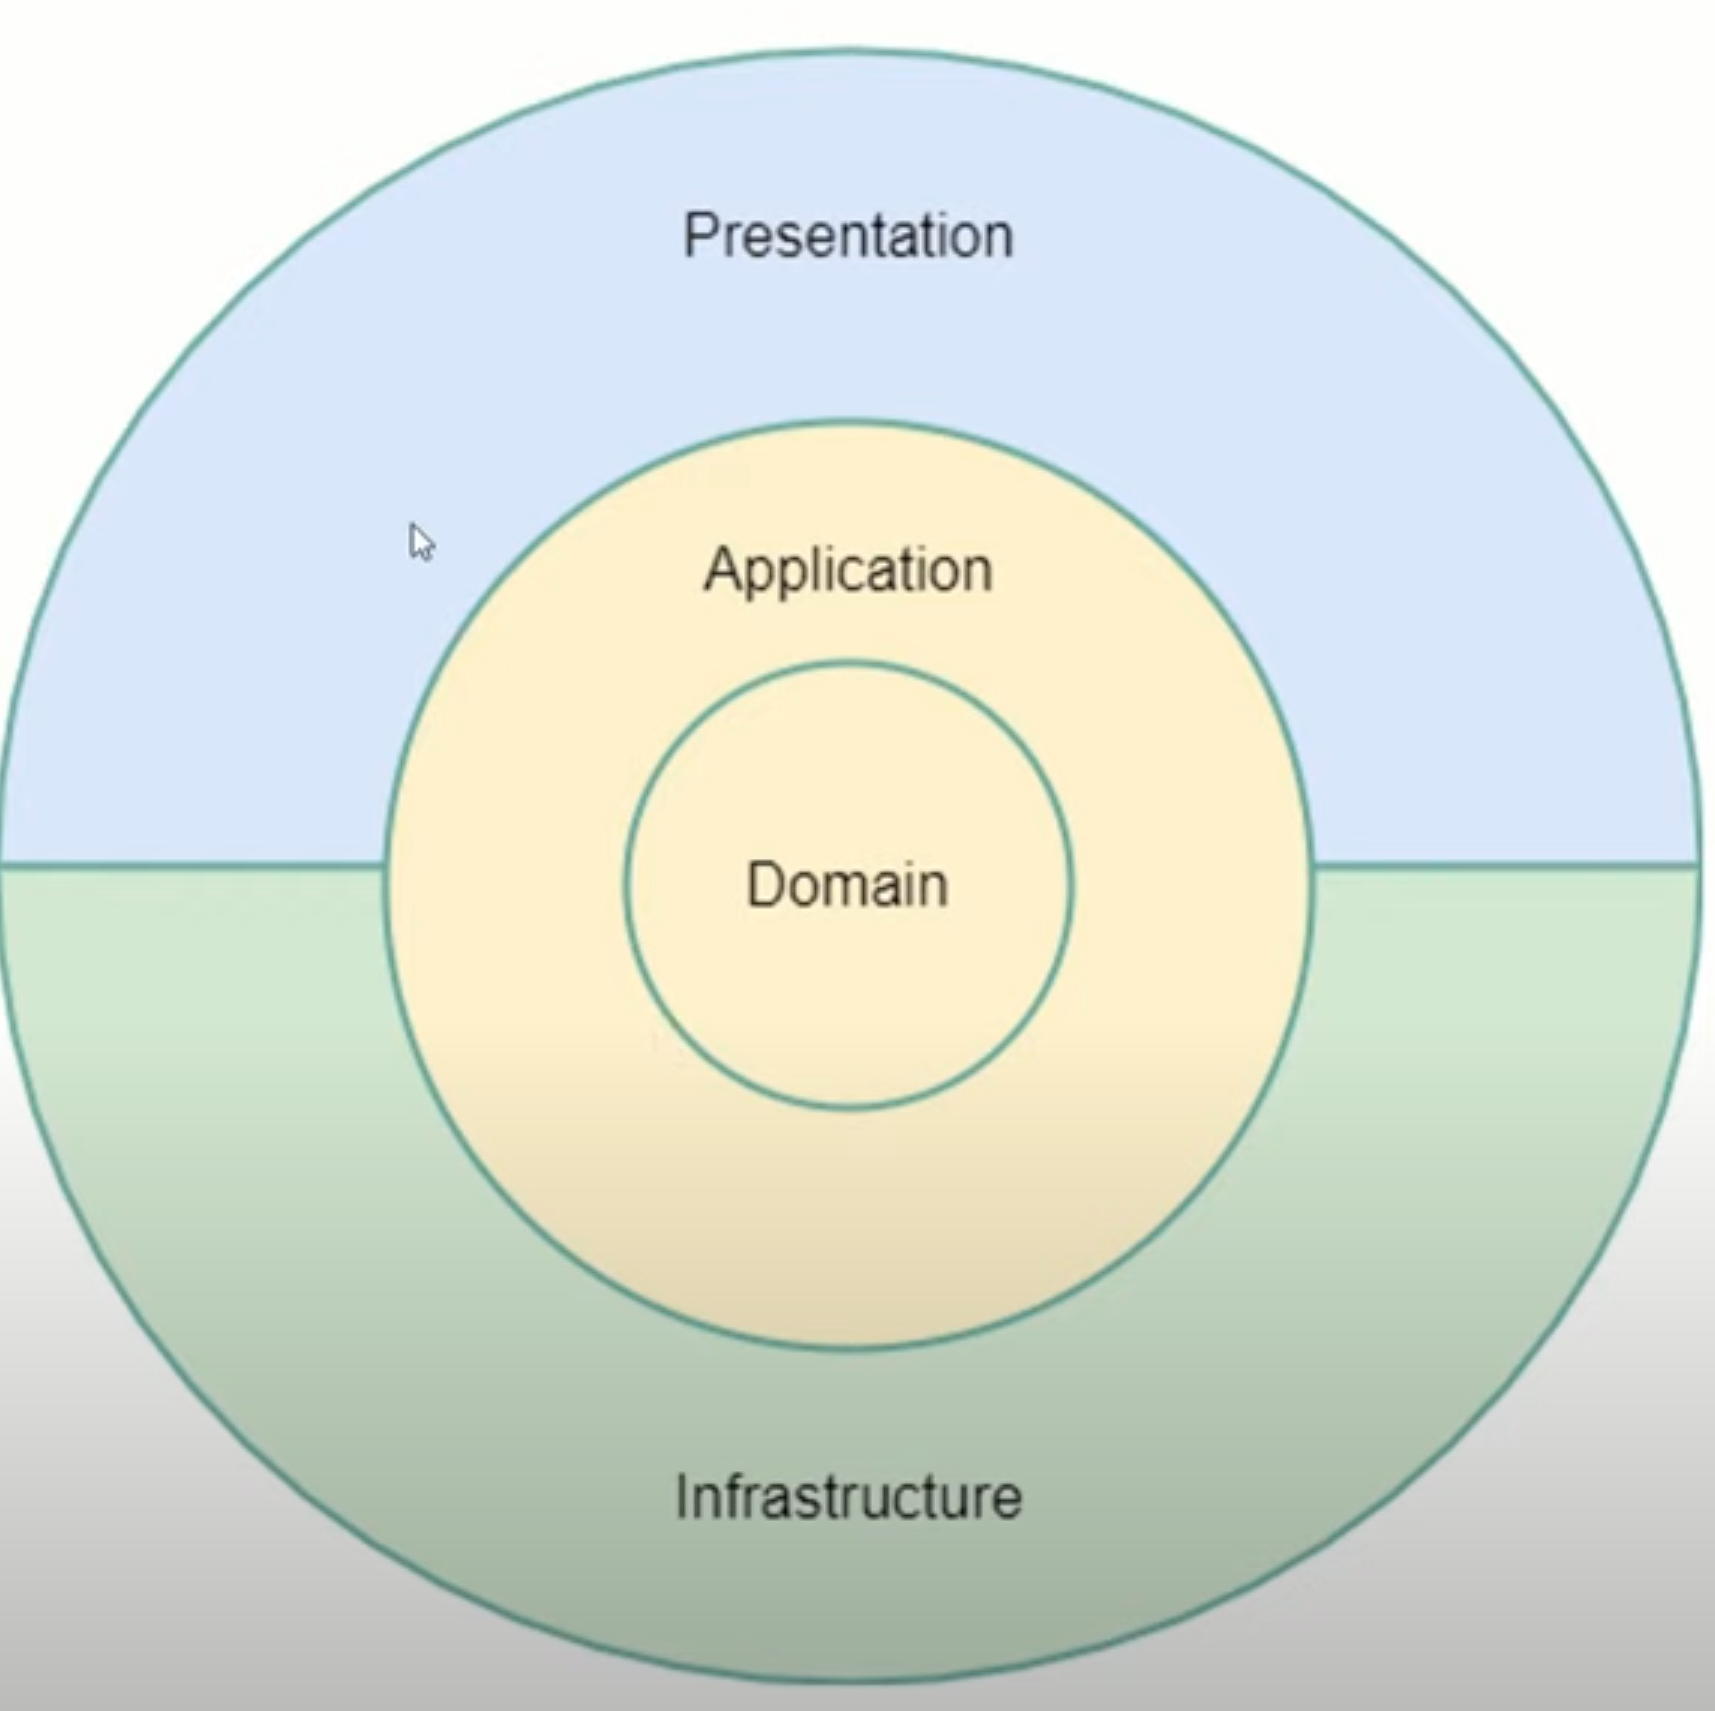 Presentation
Application
Domain
Infrastructure